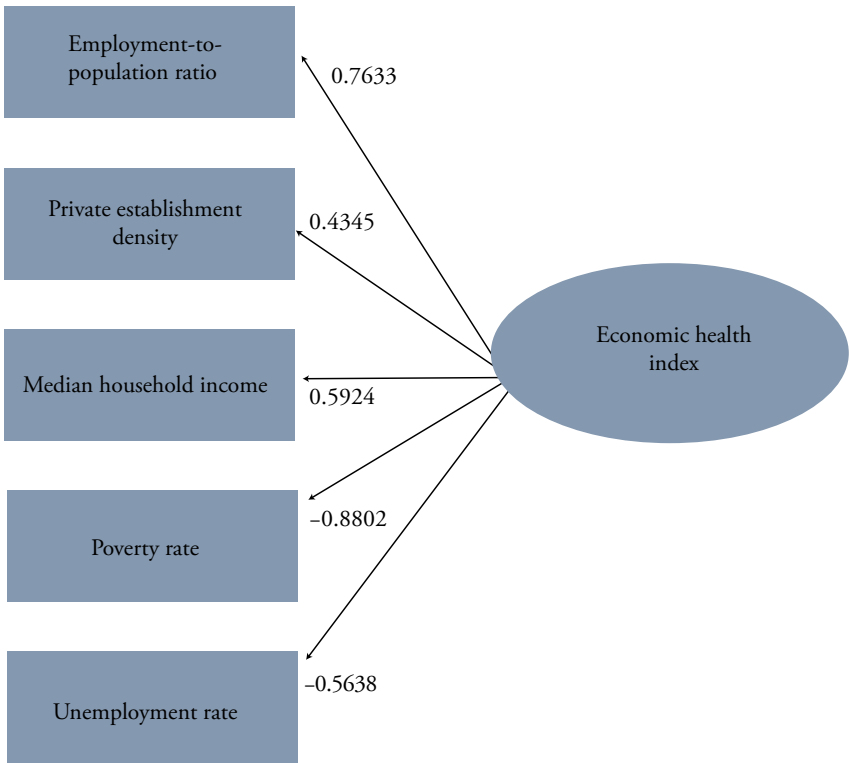 Employment-to-
population ratio
0.7633
Private establishment
density
0.4345
Economic health
index
Median household income
0.5924
Poverty rate
–0.8802
Unemployment rate
–0.5638